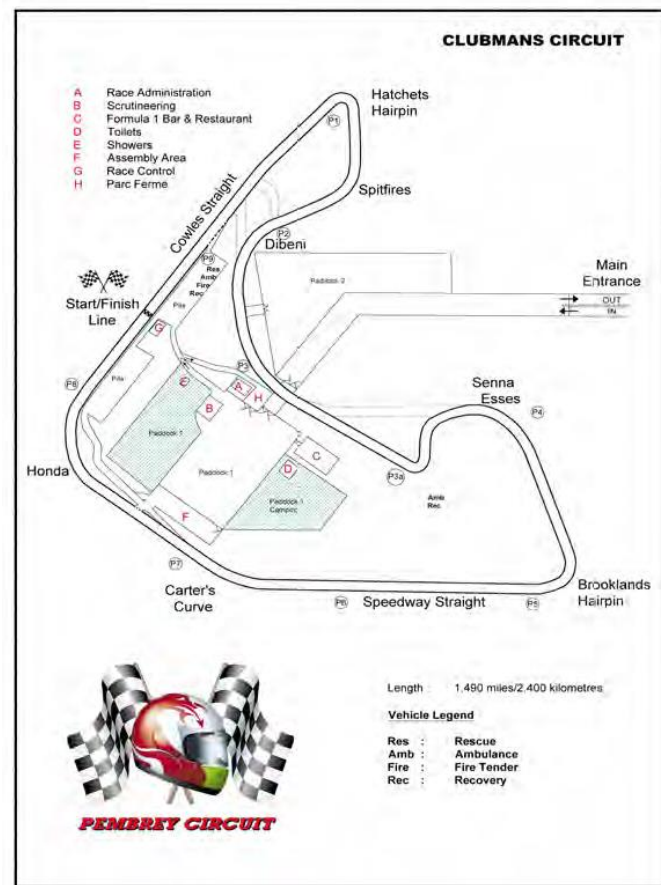 CLUBMANS CIRCUIT
A Race Administration
B Scrutineering
C Formula 1 Bar & Restaurant
D Toilets
E Showers
F Assembly Area
G Race Control
H Parc Ferme
Hatchets
Hairpin
P1
Spitfires
Cowles Straight
P2
Dibeni
P9
Res
Amb
Fire
Rec
Paddock 2
Main
Entrance
OUT
IN
Start/Finish
Line
Pits
G
P3
E
A
H
B
P8
Pits
Senna
Esses
P4
Paddock 1
Paddock 1
C
D
Honda
P3a
Amb
Rec
Paddock 1
Camping
F
P7
Carter's
Curve
P6
Speedway Straight
P5
Brooklands
Hairpin
Length : 1.490 miles/2.400 kilometres
Vehicle Legend
Res : Rescue
Amb : Ambulance
Fire : Fire Tender
Rec : Recovery
PEMBREY CIRCUIT